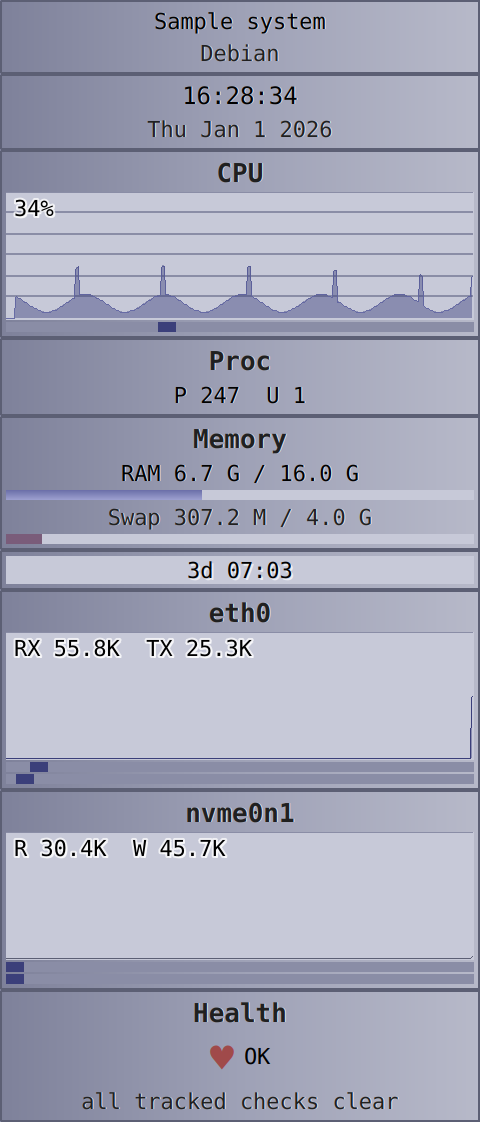 Sample system
Debian
16:28:34
Thu Jan 1 2026
CPU
34%
Proc
P 247  U 1
Memory
RAM 6.7 G / 16.0 G
Swap 307.2 M / 4.0 G
3d 07:03
eth0
RX 55.8K  TX 25.3K
nvme0n1
R 30.4K  W 45.7K
Health
♥ OK
all tracked checks clear